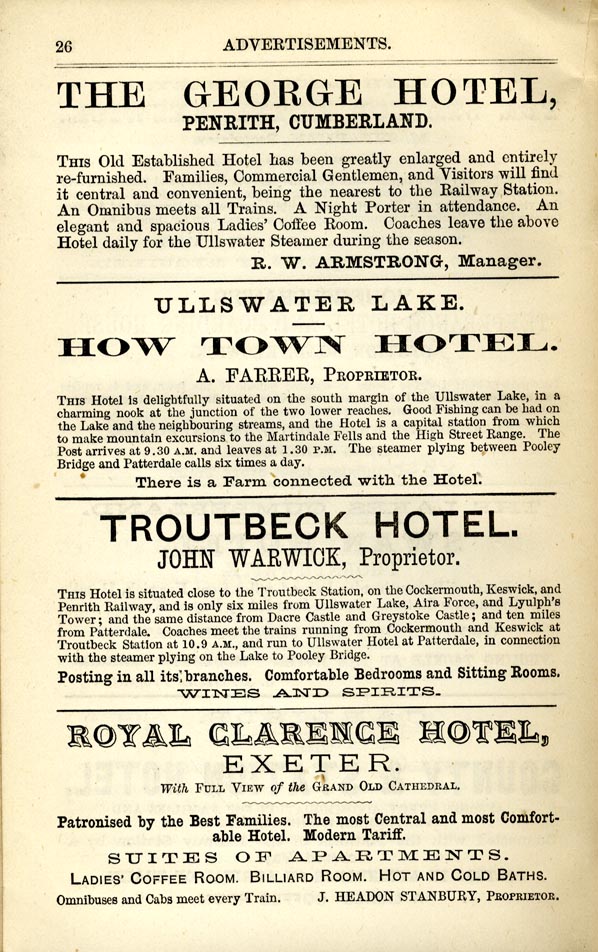 26 ADVERTISEMENTS.
THE GEORGE HOTEL,
PENRITH, CUMBERLAND.
THIS Old Established Hotel has been greatly enlarged and entirely
re-furnished. Families, Commercial Gentlemen, and Visitors will find
it central and convenient, being the nearest to the Railway Station.
An Omnibus meets all Trains. A Night Porter in attendance. An
elegant and spacious Ladies' Coffee Room. Coaches leave the above
Hotel daily for the Ullswater Steamer during the season.
R. W. ARMSTRONG, Manager.
ULLSWATER LAKE.
HOW TOWN HOTEL.
A. FARRER, PROPRIETOR.
THIS Hotel is delightfully situated on the south margin of the Ullswater Lake, in a
charming nook at the junction of the two lower reaches. Good Fishing can be had on
the Lake and the neighbouring streams, and the Hotel is a capital station from which
to make mountain excursions to the Martindale Fells and the High Street Range. The
Post arrives at 9.30 A.M. and leaves at 1.30 P.M. The steamer plying between Pooley
Bridge and Patterdale calls six times a day.
There is a Farm connected with the Hotel.
TROUTBECK HOTEL.
JOHN WARWICK, Proprietor.
THIS Hotel is situated close to the Troutbeck Station, on the Cockermouth, Keswick, and
Penrith Railway, and is only six miles from Ullswater Lake, Aira Force, and Lyulph's
Tower; and the same distance from Dacre Castle and Greystoke Castle; and ten miles
from Patterdale. Coaches meet the trains running from Cockermouth and Keswick at
Troutbeck Station at 10.9 A.M., and run to Ullswater Hotel at Patterdale, in connection
with the steamer plying on the Lake to Pooley Bridge.
Posting in all its branches. Comfortable Bedrooms and Sitting Rooms.
WINES AND SPIRITS.
ROYAL CLARENCE HOTEL,
EXETER.
With FULL VIEW of the GRAND OLD CATHEDRAL.
Patronised by the Best Families. The most Central and most Comfort-
able Hotel. Modern Tariff.
SUITES OF APARTMENTS.
LADIES' COFFEE ROOM. BILLIARD ROOM. HOT AND COLD BATHS.
Omnibuses and Cabs meet every Train. J. HEADON STANBURY, PROPRIETOR.